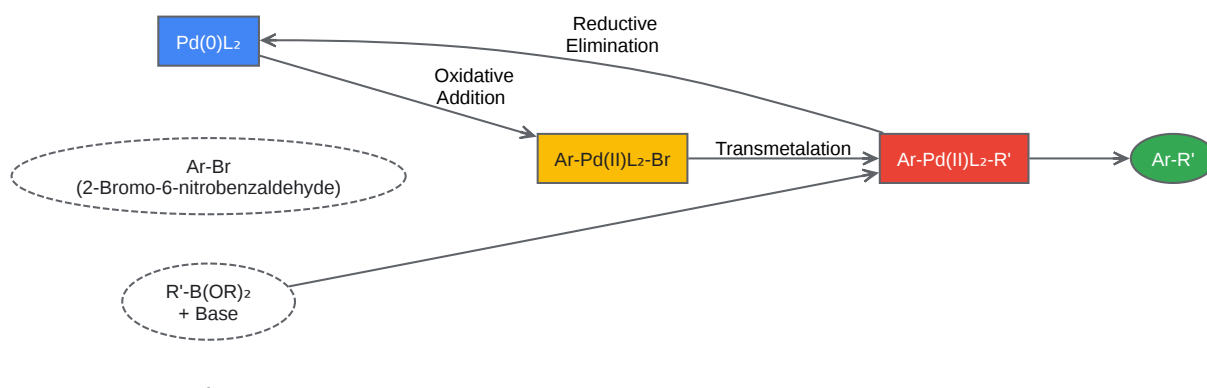 Reductive
Elimination
Pd(0)L₂
Oxidative
Addition
Ar-Pd(II)L₂-Br
Transmetalation
Ar-Pd(II)L₂-R'
Ar-R'
Ar-Br
(2-Bromo-6-nitrobenzaldehyde)
R'-B(OR)₂
+ Base